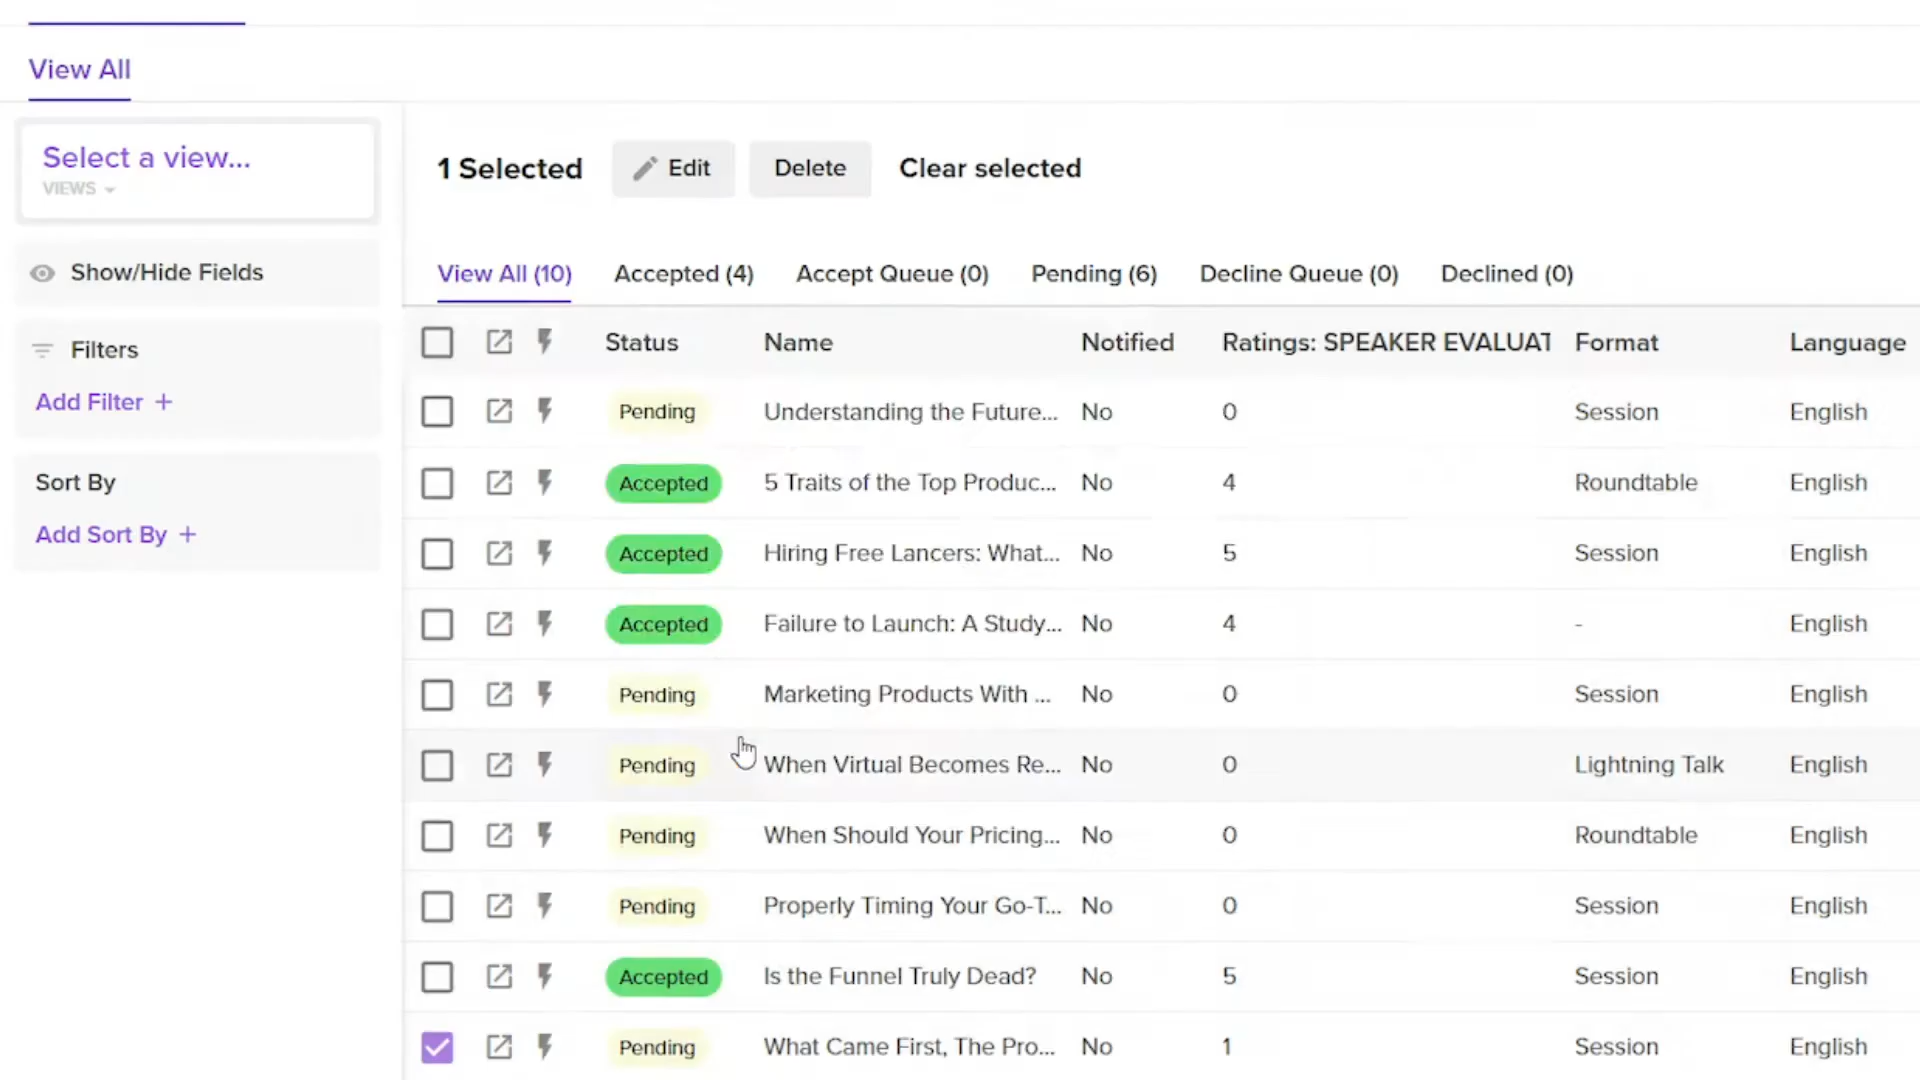 View All
Select a view...
VIEWS
Show/Hide Fields
Filters
Add Filter +
Sort By
Add Sort By +
1 Selected Edit Delete Clear selected
View All (10) Accepted (4) Accept Queue (0) Pending (6) Decline Queue (0) Declined (0)
Status Name Notified Ratings: SPEAKER EVALUAT Format Language
Pending Understanding the Future... No 0 Session English
Accepted 5 Traits of the Top Produc... No 4 Roundtable English
Accepted Hiring Free Lancers: What... No 5 Session English
Accepted Failure to Launch: A Study... No 4 - English
Pending Marketing Products With ... No 0 Session English
Pending When Virtual Becomes Re... No 0 Lightning Talk English
Pending When Should Your Pricing... No 0 Roundtable English
Pending Properly Timing Your Go-T... No 0 Session English
Accepted Is the Funnel Truly Dead? No 5 Session English
Pending What Came First, The Pro... No 1 Session English